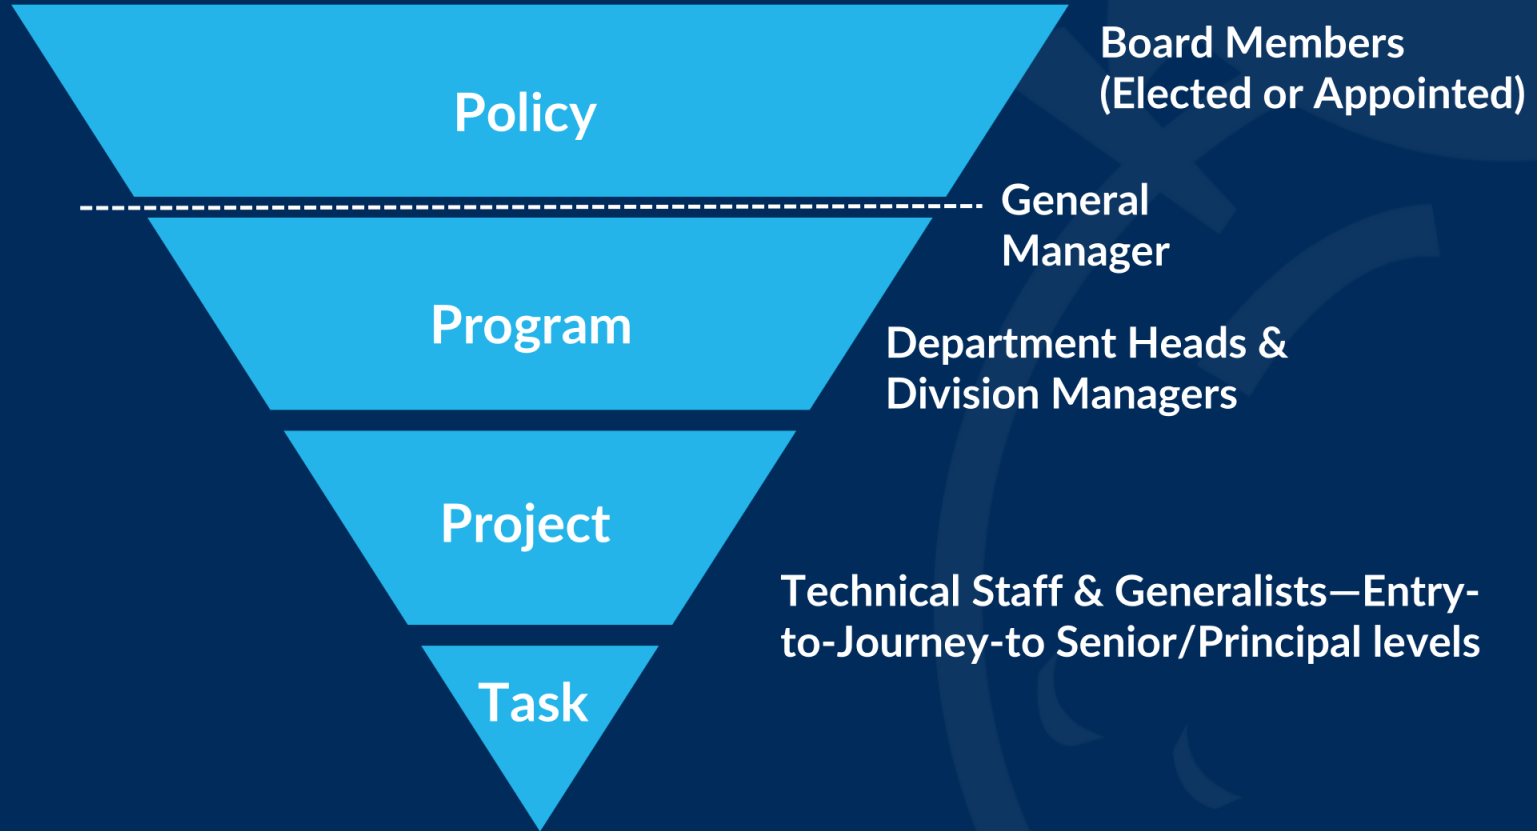 Policy
Board Members
(Elected or Appointed)
General
Manager
Program
Department Heads &
Division Managers
Project
Technical Staff & Generalists—Entry-
to-Journey-to Senior/Principal levels
Task